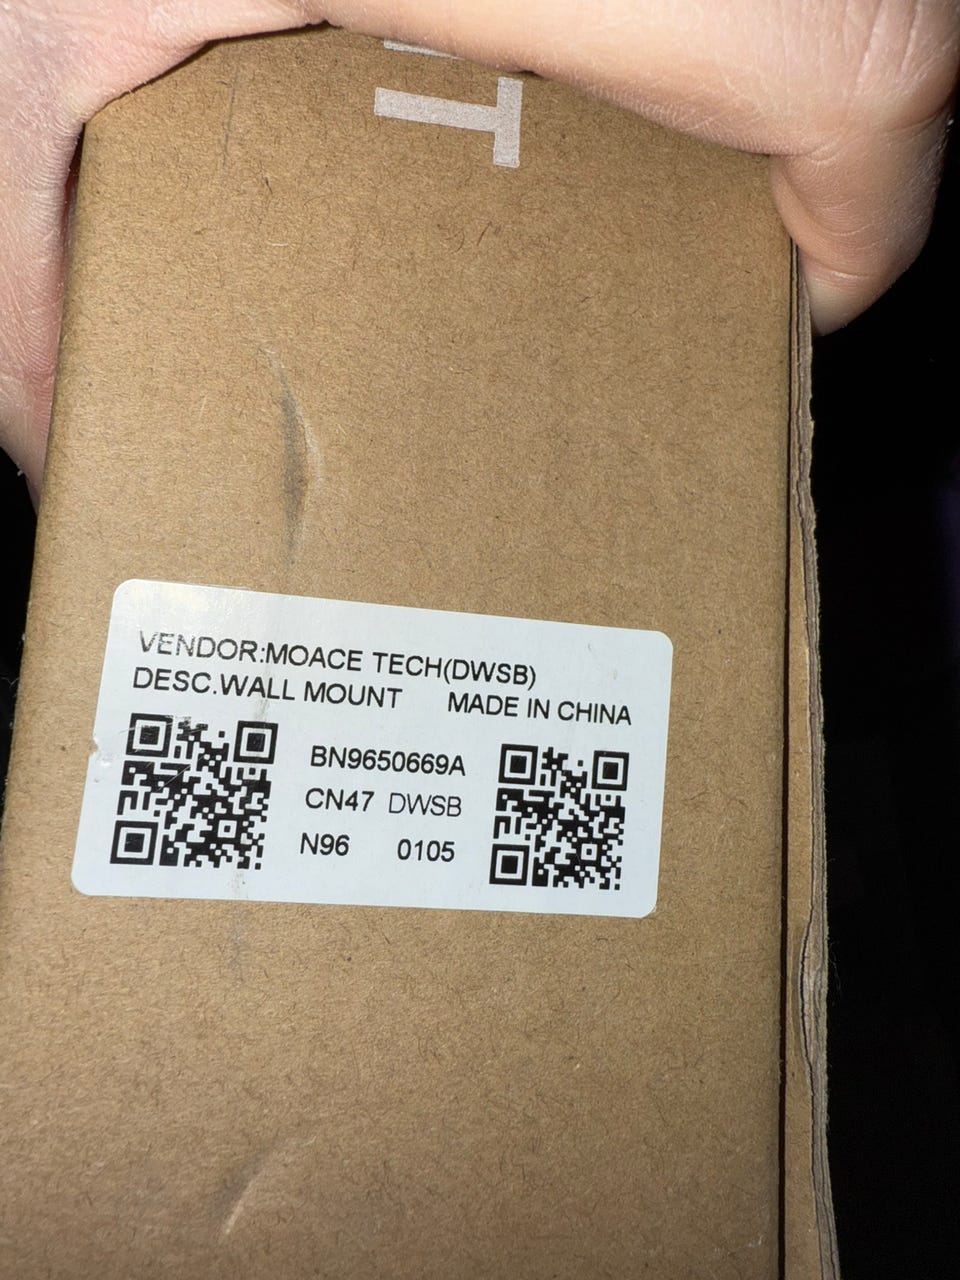 T
VENDOR:MOACE TECH(DWSB)
DESC.WALL MOUNT MADE IN CHINA
BN9650669A
CN47 DWSB
N96 0105